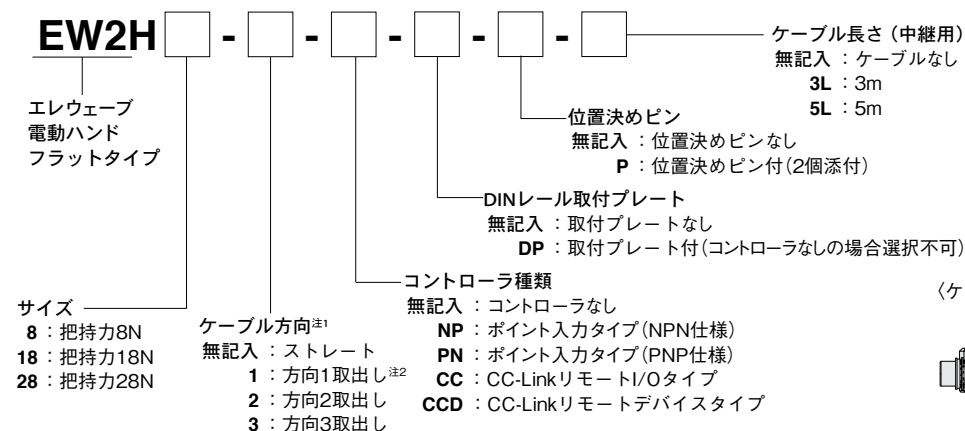 EW2H - - - - -
ケーブル長さ（中継用）
無記入：ケーブルなし
3L：3m
5L：5m
エレウェーブ
電動ハンド
フラットタイプ
位置決めピン
無記入：位置決めピンなし
P：位置決めピン付（2個添付）
DINレール取付プレート
無記入：取付プレートなし
DP：取付プレート付（コントローラなしの場合選択不可）
コントローラ種類
無記入：コントローラなし
NP：ポイント入力タイプ（NPN仕様）
PN：ポイント入力タイプ（PNP仕様）
CC：CC-LinkリモートI/Oタイプ
CCD：CC-Linkリモートデバイスタイプ
サイズ
8：把持力8N
18：把持力18N
28：把持力28N
ケーブル方向注1
無記入：ストレート
1：方向1取出し注2
2：方向2取出し
3：方向3取出し
〈ケ